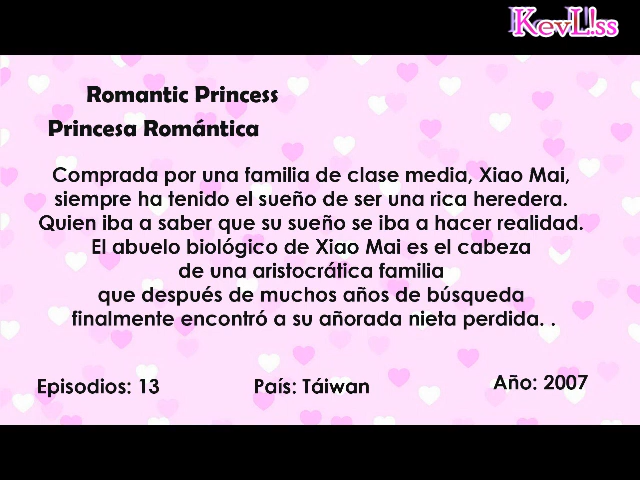 KevL!ss
Romantic Princess
Princesa Romántica
Comprada por una familia de clase media, Xiao Mai,
siempre ha tenido el sueño de ser una rica heredera.
Quien iba a saber que su sueño se iba a hacer realidad.
El abuelo biológico de Xiao Mai es el cabeza
de una aristocrática familia
que después de muchos años de búsqueda
finalmente encontró a su añorada nieta perdida. .
Episodios: 13 País: Táiwan Año: 2007